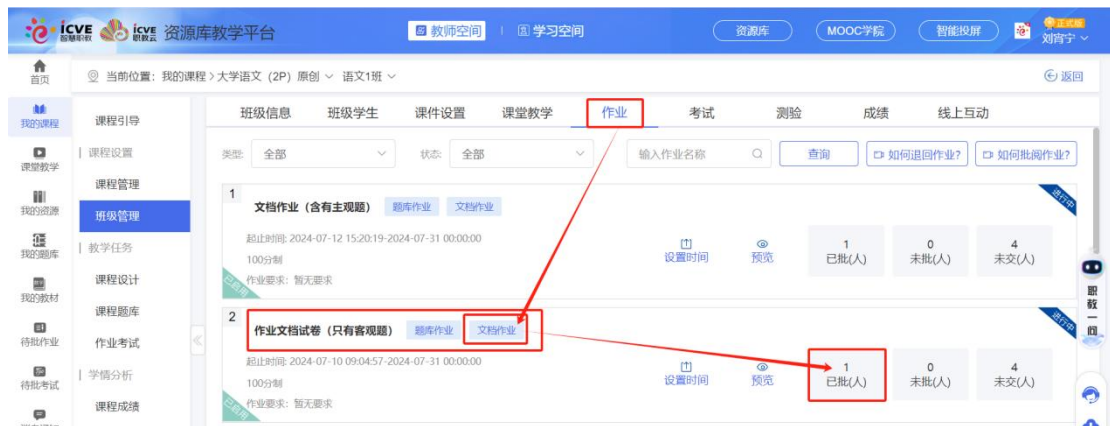 icve 智慧职教 icve 职教云 资源库教学平台 教师空间 学习空间 资源库 MOOC学院 智能投屏 正式版 刘宵宁
首页 当前位置：我的课程 > 大学语文（2P）原创 语文1班 返回
我的课程 课程引导 班级信息 班级学生 课件设置 课堂教学 作业 考试 测验 成绩 线上互动
课堂教学 课程设置 类型: 全部 状态: 全部 输入作业名称 查询 如何退回作业? 如何批阅作业?
课程管理
我的资源 班级管理 1 文档作业（含有主观题） 题库作业 文档作业 进行中
我的题库 教学任务 起止时间: 2024-07-12 15:20:19-2024-07-31 00:00:00 设置时间 预览 1 已批(人) 0 未批(人) 4 未交(人)
100分制
课程设计 作业要求：暂无要求 已启用
我的教材 课程题库 职教一问
待批作业 作业考试 2 作业文档试卷（只有客观题） 题库作业 文档作业 进行中
待批考试 学情分析 起止时间: 2024-07-10 09:04:57-2024-07-31 00:00:00 设置时间 预览 1 已批(人) 0 未批(人) 4 未交(人)
100分制
课程成绩 作业要求：暂无要求 已启用